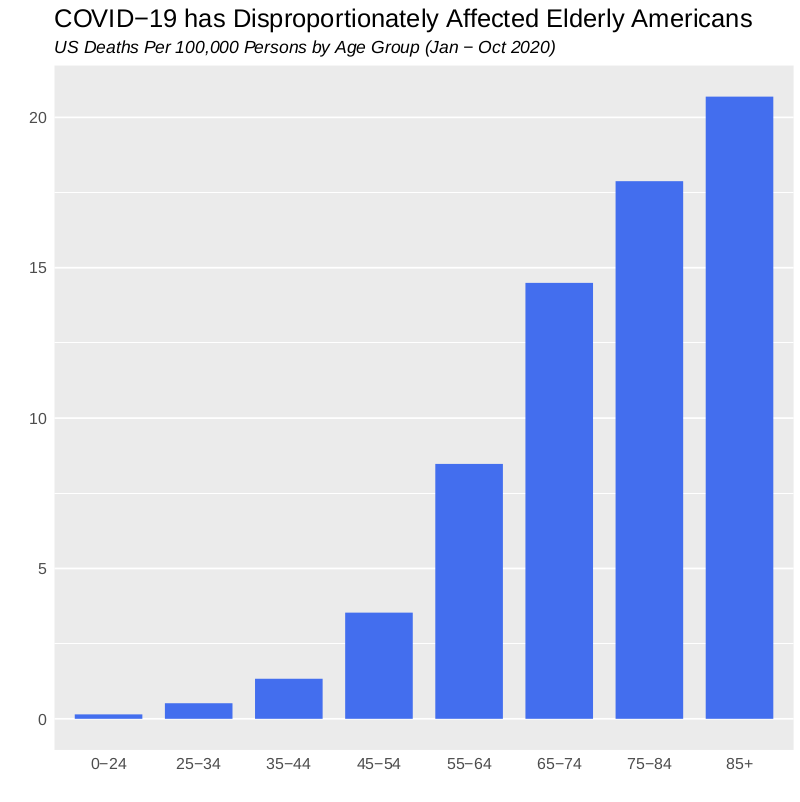 COVID−19 has Disproportionately Affected Elderly Americans
US Deaths Per 100,000 Persons by Age Group (Jan − Oct 2020)
20
15
10
5
0
0−24 25−34 35−44 45−54 55−64 65−74 75−84 85+